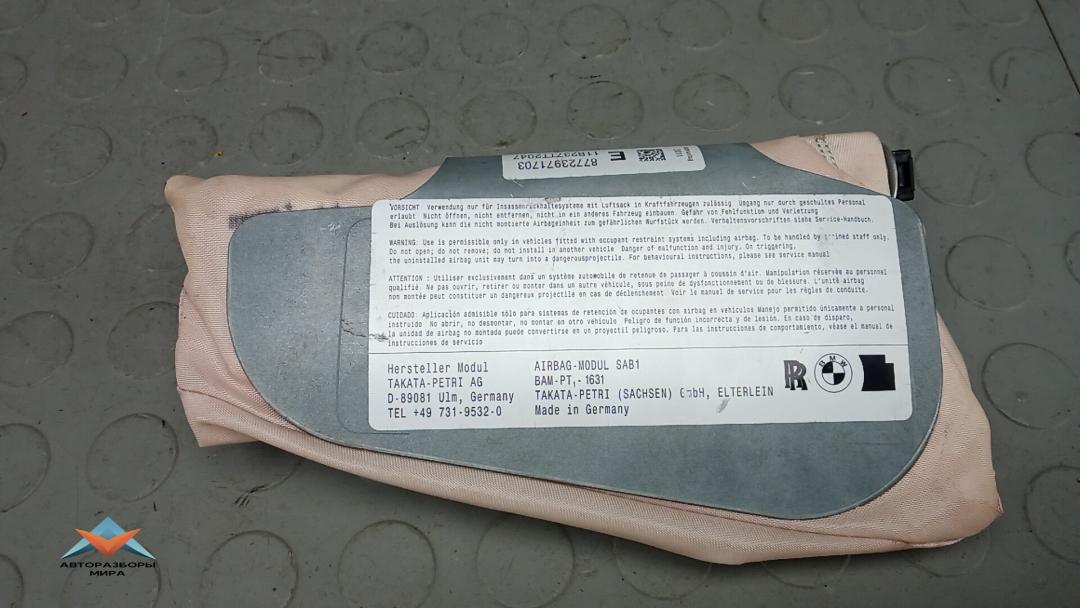 87723971703
11R237IT2047
VORSICHT: Verwendung nur für Insassenrückhaltesysteme mit Luftsack in Kraftfahrzeugen zulässig Umgang nur durch geschultes Personal
erlaubt Nicht öffnen, nicht entfernen, nicht in ein anderes Fahrzeug einbauen. Gefahr von Fehlfunktion und Verletzung
Bei Auslösung kann die nicht montierte Airbageinheit zum gefährlichen Wurfstück werden. Verhaltensvorschriften siehe Service-Handbuch.
WARNING: Use is permissible only in vehicles fitted with occupant restraint systems including airbag. To be handled by trained staff only.
Do not open; do not remove; do not install in another vehicle Danger of malfunction and injury. On triggering,
the uninstalled airbag unit may turn into a dangerousprojectile. For behavioural instructions, please see service manual
ATTENTION : Utiliser exclusivement dans un système automobile de retenue de passager à coussin d'air. Manipulation réservée au personnel
qualifié. Ne pas ouvrir, retirer ou monter dans un autre véhicule, sous peine de dysfonctionnement ou de blessure. L'unité airbag
non montée peut constituer un dangereux projectile en cas de déclenchement. Voir le manuel de service pour les règles de conduite.
CUIDADO: Aplicación admisible sólo para sistemas de retención de ocupantes con airbag en vehículos Manejo permitido únicamente a personal
instruido No abrir, no desmontar, no montar en otro vehículo Peligro de función incorrecta y de lesión. En caso de disparo,
la unidad de airbag no montada puede convertirse en un proyectil peligroso. Para las instrucciones de comportamiento, véase el manual de
instrucciones de servicio
Hersteller Modul
TAKATA-PETRI AG
D-89081 Ulm, Germany
TEL +49 731-9532-0
AIRBAG-MODUL SAB1
BAM-PT,-1631
TAKATA-PETRI (SACHSEN) GmbH, ELTERLEIN
Made in Germany
RR
BMW
АВТОРАЗБОРЫ
МИРА